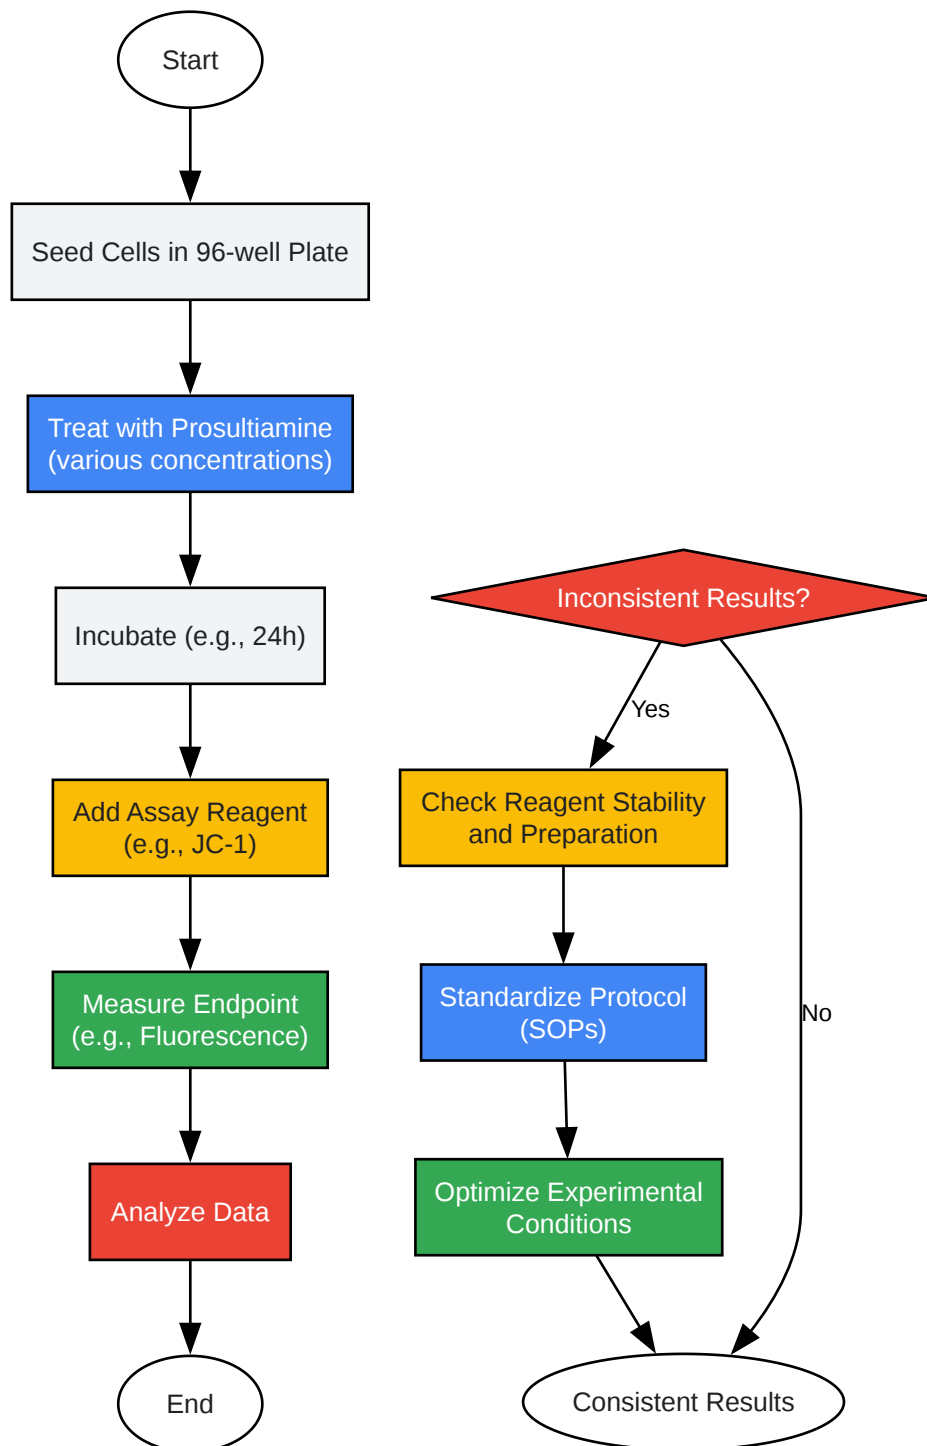 Start
Seed Cells in 96-well Plate
Treat with Prosultiamine
(various concentrations)
Incubate (e.g., 24h)
Add Assay Reagent
(e.g., JC-1)
Measure Endpoint
(e.g., Fluorescence)
Analyze Data
End
Inconsistent Results?
Yes
Check Reagent Stability
and Preparation
Standardize Protocol
(SOPs)
No
Optimize Experimental
Conditions
Consistent Results